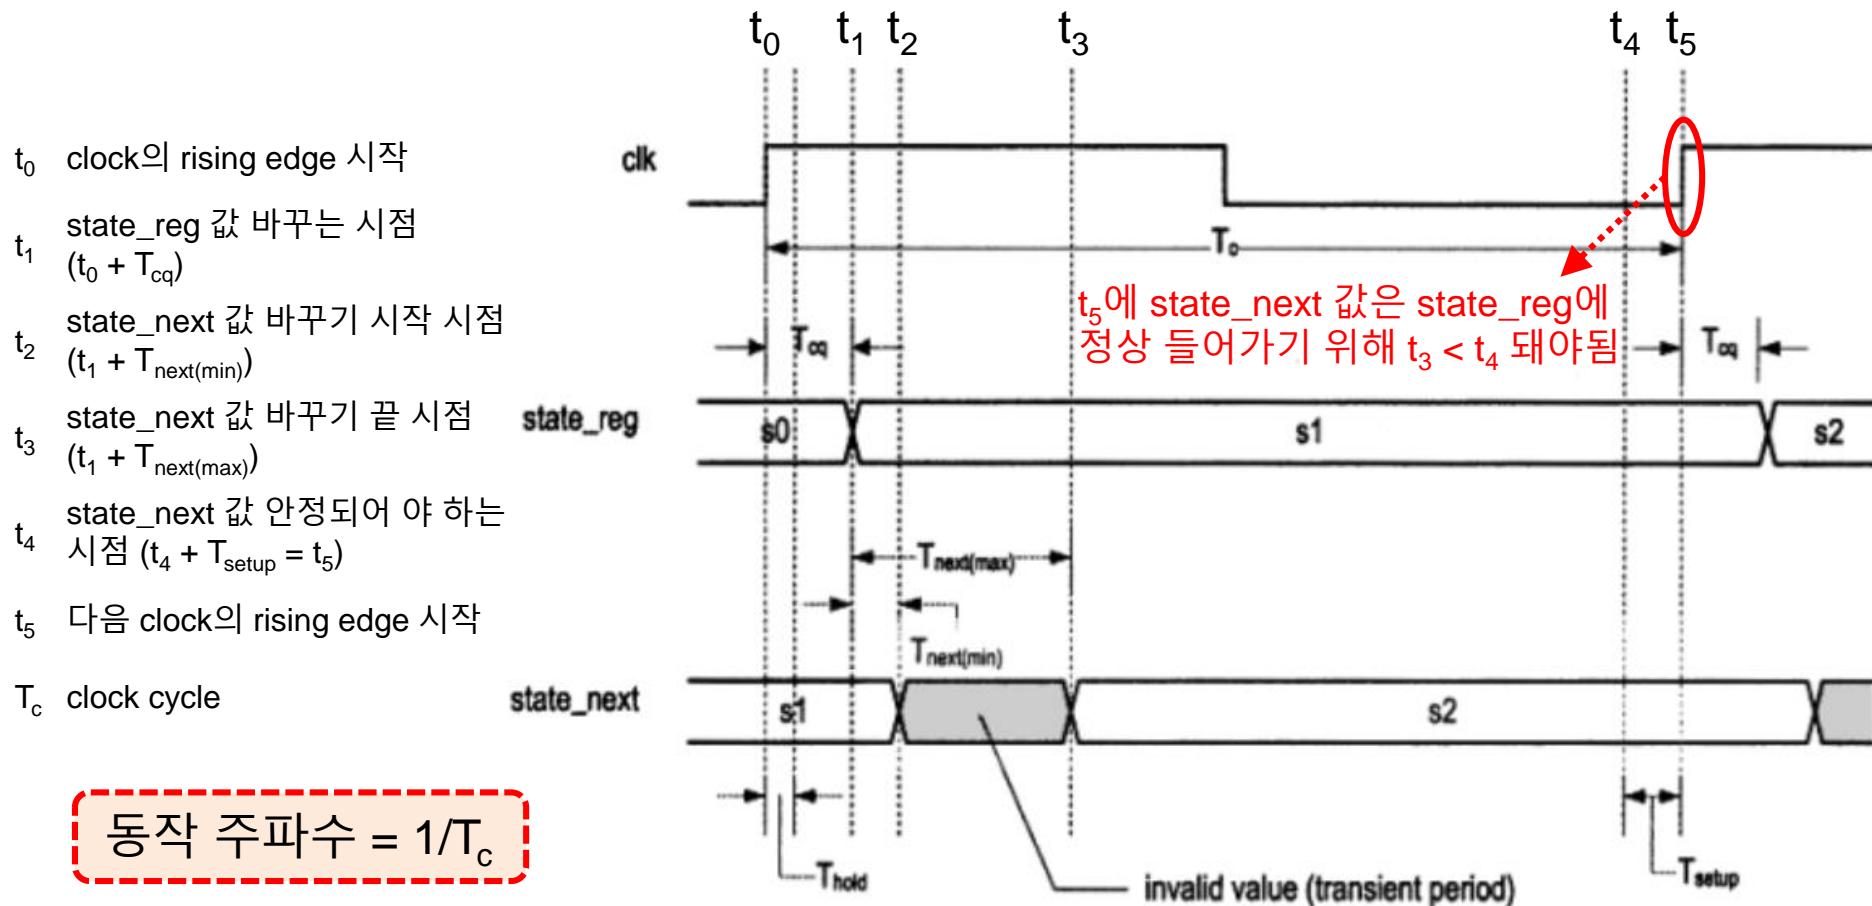 t0 t1 t2 t3 t4 t5
t0 clock의 rising edge 시작
t1 state_reg 값 바꾸는 시점
(t0 + Tcq)
t2 state_next 값 바꾸기 시작 시점
(t1 + Tnext(min))
t3 state_next 값 바꾸기 끝 시점
(t1 + Tnext(max))
t4 state_next 값 안정되어 야 하는
시점 (t4 + Tsetup = t5)
t5 다음 clock의 rising edge 시작
Tc clock cycle
동작 주파수 = 1/Tc
clk
Tc
t5에 state_next 값은 state_reg에
정상 들어가기 위해 t3 < t4 돼야됨
Tcq
Tcq
state_reg
s0
s1
s2
Tnext(max)
Tnext(min)
state_next
s1
s2
Thold
invalid value (transient period)
Tsetup